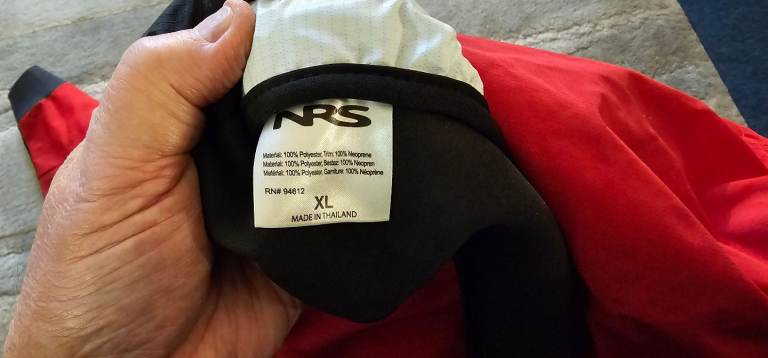 NRS
Material: 100% Polyester, Trim: 100% Neoprene
Material: 100% Polyester, Besatz: 100% Neopren
Matériel: 100% Polyester, Garniture: 100% Néoprène
RN# 94612
XL
MADE IN THAILAND